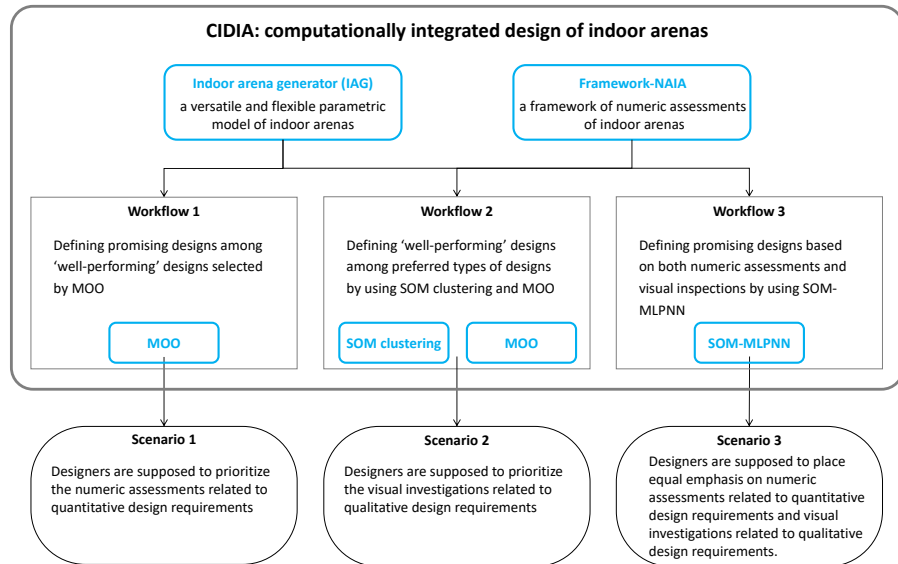 CIDIA: computationally integrated design of indoor arenas
Indoor arena generator (IAG)
a versatile and flexible parametric
model of indoor arenas
Framework-NAIA
a framework of numeric assessments
of indoor arenas
Workflow 1
Defining promising designs among
‘well-performing’ designs selected
by MOO
MOO
Workflow 2
Defining ‘well-performing’ designs
among preferred types of designs
by using SOM clustering and MOO
SOM clustering
MOO
Workflow 3
Defining promising designs based
on both numeric assessments and
visual inspections by using SOM-
MLPNN
SOM-MLPNN
Scenario 1
Designers are supposed to prioritize
the numeric assessments related to
quantitative design requirements
Scenario 2
Designers are supposed to prioritize
the visual investigations related to
qualitative design requirements
Scenario 3
Designers are supposed to place
equal emphasis on numeric
assessments related to quantitative
design requirements and visual
investigations related to qualitative
design requirements.